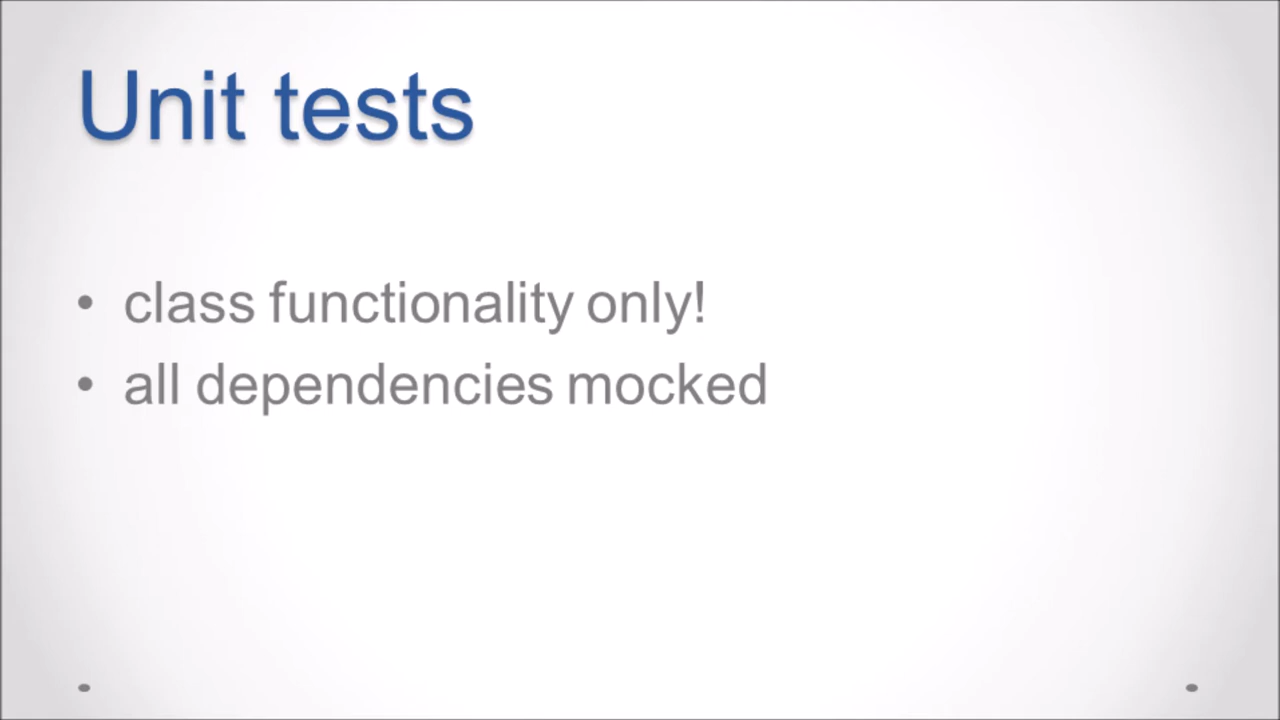 Unit tests
• class functionality only!
• all dependencies mocked